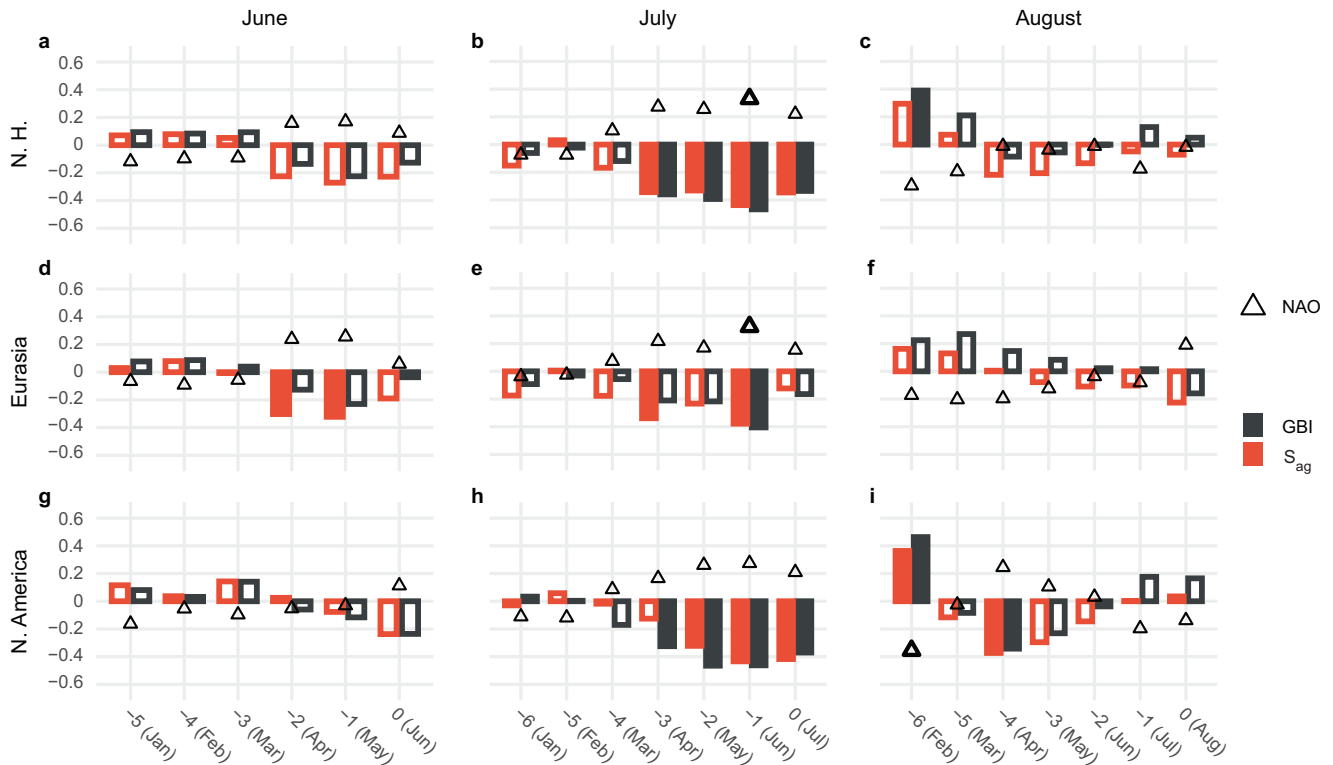 June
July
August
a
b
c
N. H.
0.6
0.4
0.2
0
−0.2
−0.4
−0.6
d
e
f
Eurasia
0.6
0.4
0.2
0
−0.2
−0.4
−0.6
NAO
GBI
Sag
g
h
i
N. America
0.6
0.4
0.2
0
−0.2
−0.4
−0.6
−5 (Jan)
−4 (Feb)
−3 (Mar)
−2 (Apr)
−1 (May)
0 (Jun)
−6 (Jan)
−5 (Feb)
−4 (Mar)
−3 (Apr)
−2 (May)
−1 (Jun)
0 (Jul)
−6 (Feb)
−5 (Mar)
−4 (Apr)
−3 (May)
−2 (Jun)
−1 (Jul)
0 (Aug)